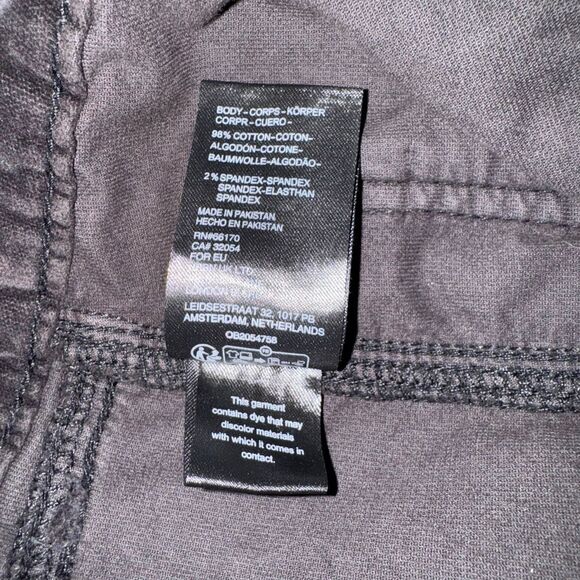 BODY-CORPS-KÖRPER
CORPR-CUERO-
98% COTTON-COTON-
ALGODÓN-COTONE-
BAUMWOLLE-ALGODÃO-
2%SPANDEX-SPANDEX
SPANDEX-ELASTHAN
SPANDEX
MADE IN PAKISTAN
HECHO EN PAKISTAN
RN#66170
CA# 32054
FOR EU
UK LTD.
LEIDSESTRAAT 32, 1017 PB
AMSTERDAM, NETHERLANDS
OB2054758
This garment
contains dye that may
discolor materials
with which it comes in
contact.